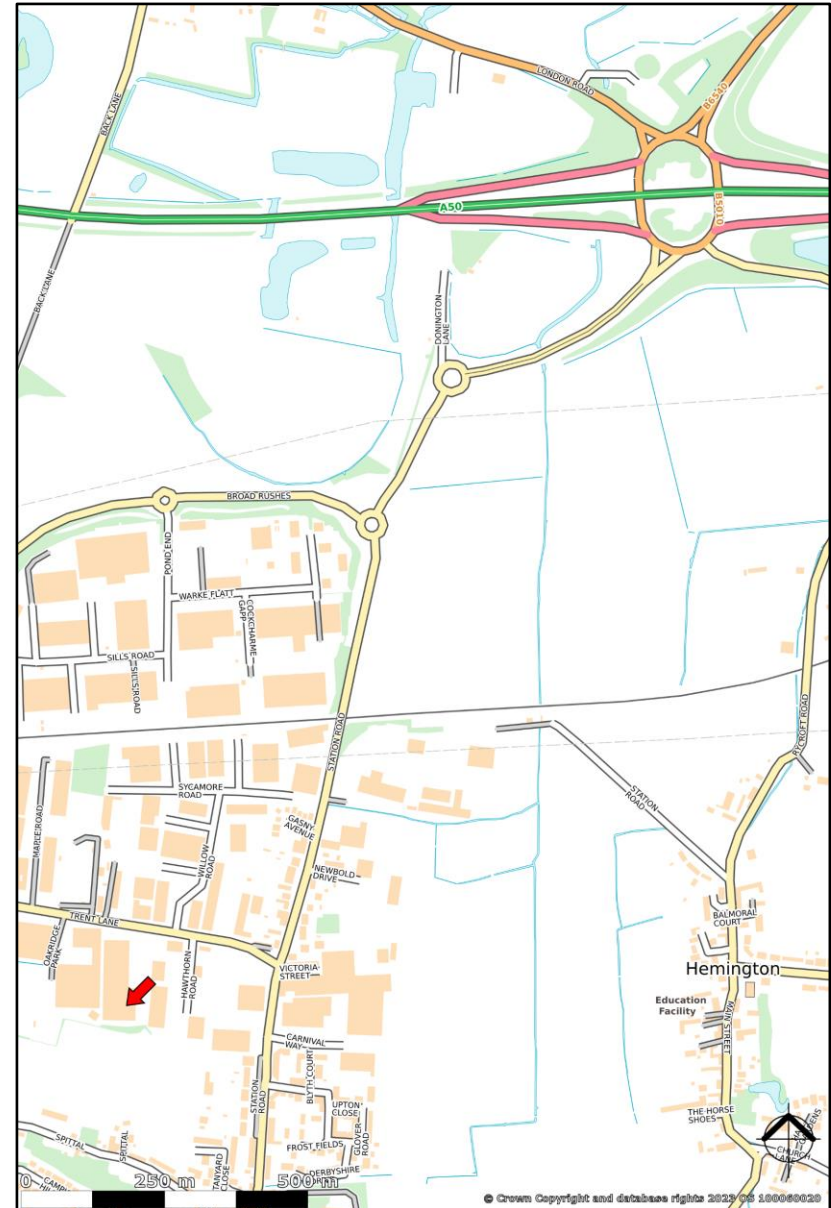 LONDON ROAD
B6540
BACK LANE
A50
B5010
BACK LANE
DONINGTON
LANE
BROAD RUSHES
POND END
WARKE FLATT
COCKCHARME
GAPP
SILLS ROAD
SILLS ROAD
STATION ROAD
RYCROFT ROAD
SYCAMORE
ROAD
STATION
ROAD
MAPLE ROAD
GASNY
AVENUE
WILLOW
ROAD
NEWBOLD
DRIVE
TRENT LANE
BALMORAL
COURT
OAKRIDGE
PARK
HAWTHORN
ROAD
VICTORIA
STREET
Hemington
Education
Facility
MAIN STREET
CARNIVAL
WAY
BLYTH COURT
STATION
ROAD
UPTON
CLOSE
GLOVER
ROAD
THE HORSE
SHOES
FROST FIELDS
SPITTAL
SPITTAL
TANYARD
CLOSE
DERBYSHIRE
GARDENS
CHURCH
LANE
0 250 m 500 m
© Crown Copyright and database rights 2023 OS 100060020